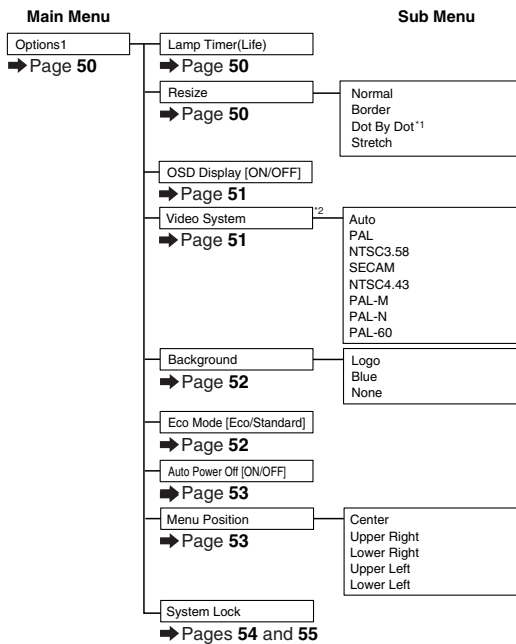 Main Menu
Sub Menu
Options1
➡Page 50
Lamp Timer(Life)
➡Page 50
Resize
➡Page 50
Normal
Border
Dot By Dot*1
Stretch
OSD Display [ON/OFF]
➡Page 51
Video System
*2
➡Page 51
Auto
PAL
NTSC3.58
SECAM
NTSC4.43
PAL-M
PAL-N
PAL-60
Background
➡Page 52
Logo
Blue
None
Eco Mode [Eco/Standard]
➡Page 52
Auto Power Off [ON/OFF]
➡Page 53
Menu Position
➡Page 53
Center
Upper Right
Lower Right
Upper Left
Lower Left
System Lock
➡Pages 54 and 55